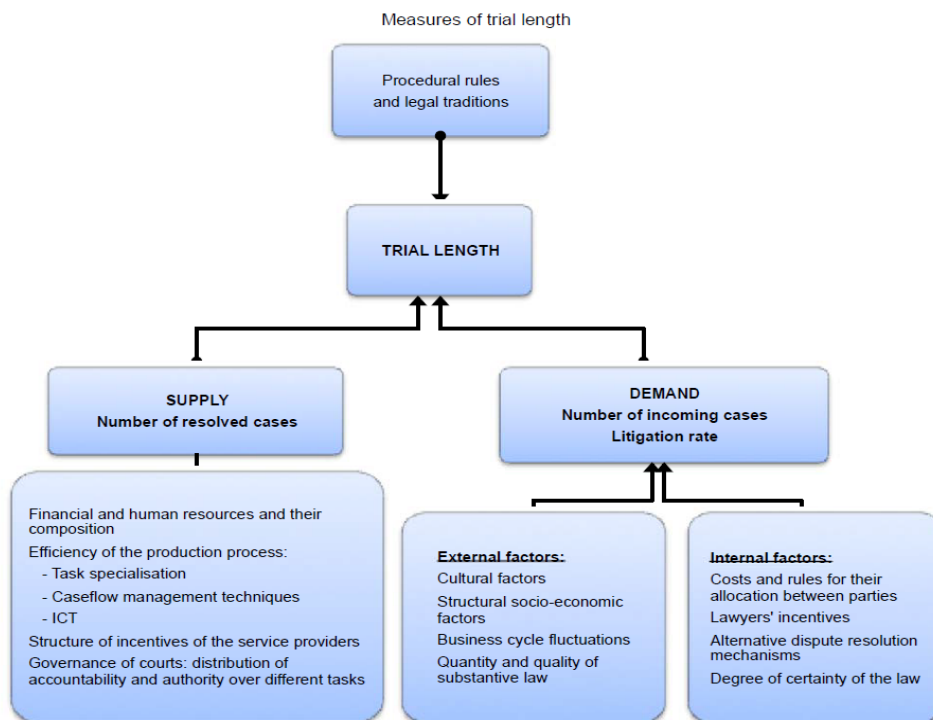 Measures of trial length
Procedural rules
and legal traditions
TRIAL LENGTH
SUPPLY
Number of resolved cases
DEMAND
Number of incoming cases
Litigation rate
Financial and human resources and their
composition
Efficiency of the production process:
- Task specialisation
- Caseflow management techniques
- ICT
Structure of incentives of the service providers
Governance of courts: distribution of
accountability and authority over different tasks
External factors:
Cultural factors
Structural socio-economic
factors
Business cycle fluctuations
Quantity and quality of
substantive law
Internal factors:
Costs and rules for their
allocation between parties
Lawyers' incentives
Alternative dispute resolution
mechanisms
Degree of certainty of the law